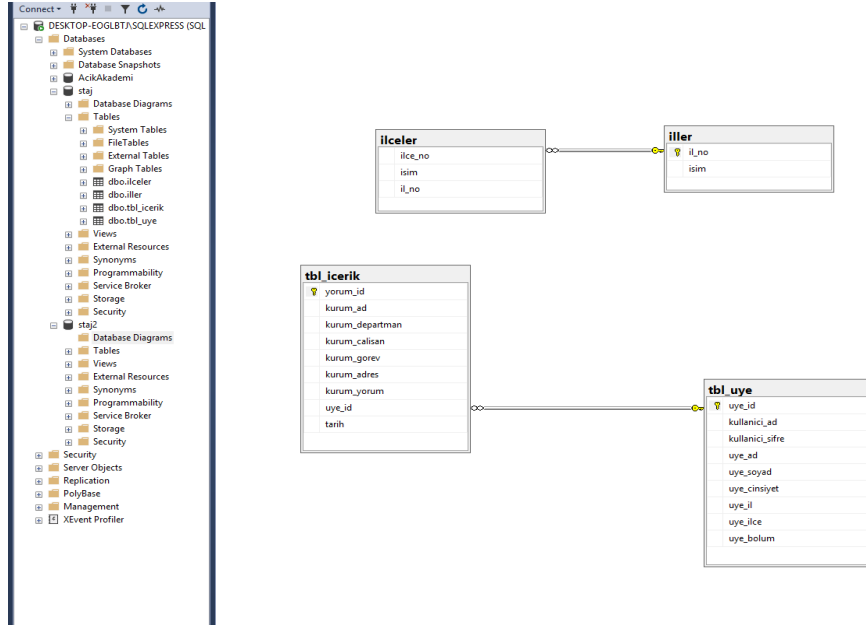 Connect
DESKTOP-EOGLBTJ\SQLEXPRESS (SQL
Databases
System Databases
Database Snapshots
AcikAkademi
staj
Database Diagrams
Tables
System Tables
FileTables
External Tables
Graph Tables
dbo.ilceler
dbo.iller
dbo.tbl_icerik
dbo.tbl_uye
Views
External Resources
Synonyms
Programmability
Service Broker
Storage
Security
staj2
Database Diagrams
Tables
Views
External Resources
Synonyms
Programmability
Service Broker
Storage
Security
Security
Server Objects
Replication
PolyBase
Management
XEvent Profiler
ilceler
ilce_no
isim
il_no
iller
il_no
isim
tbl_icerik
yorum_id
kurum_ad
kurum_departman
kurum_calisan
kurum_gorev
kurum_adres
kurum_yorum
uye_id
tarih
tbl_uye
uye_id
kullanici_ad
kullanici_sifre
uye_ad
uye_soyad
uye_cinsiyet
uye_il
uye_ilce
uye_bolum